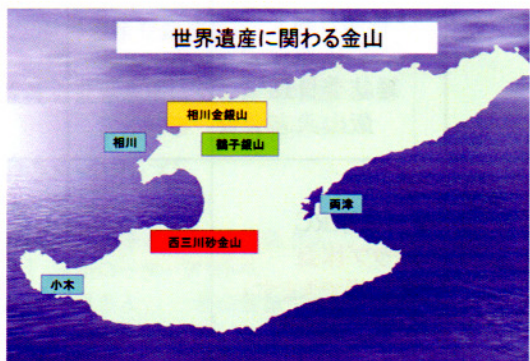 世界遺産に関わる金山
相川金銀山
相川
鶴子銀山
両津
西三川砂金山
小木